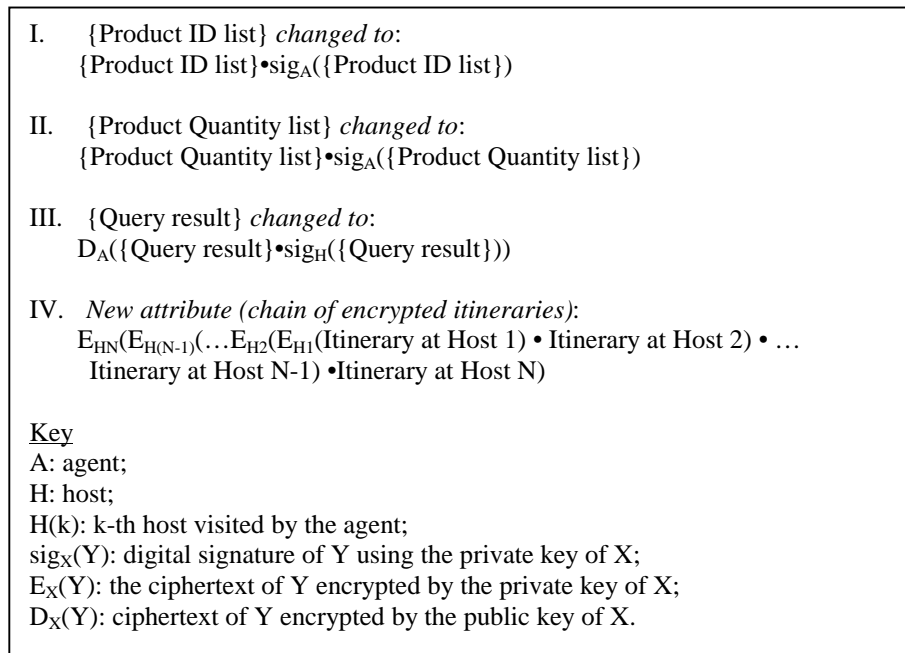 I. {Product ID list} changed to:
{Product ID list}•sigA({Product ID list})
II. {Product Quantity list} changed to:
{Product Quantity list}•sigA({Product Quantity list})
III. {Query result} changed to:
DA({Query result}•sigH({Query result}))
IV. New attribute (chain of encrypted itineraries):
EHN(EH(N-1)(…EH2(EH1(Itinerary at Host 1) • Itinerary at Host 2) • …
Itinerary at Host N-1) •Itinerary at Host N)
Key
A: agent;
H: host;
H(k): k-th host visited by the agent;
sigX(Y): digital signature of Y using the private key of X;
EX(Y): the ciphertext of Y encrypted by the private key of X;
DX(Y): ciphertext of Y encrypted by the public key of X.